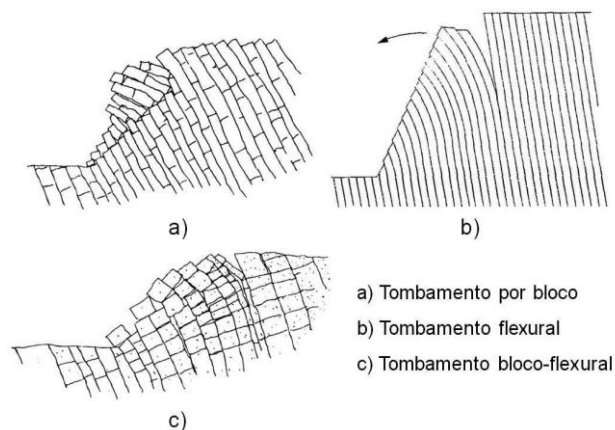 a)
b)
a) Tombamento por bloco
b) Tombamento flexural
c) Tombamento bloco-flexural
c)